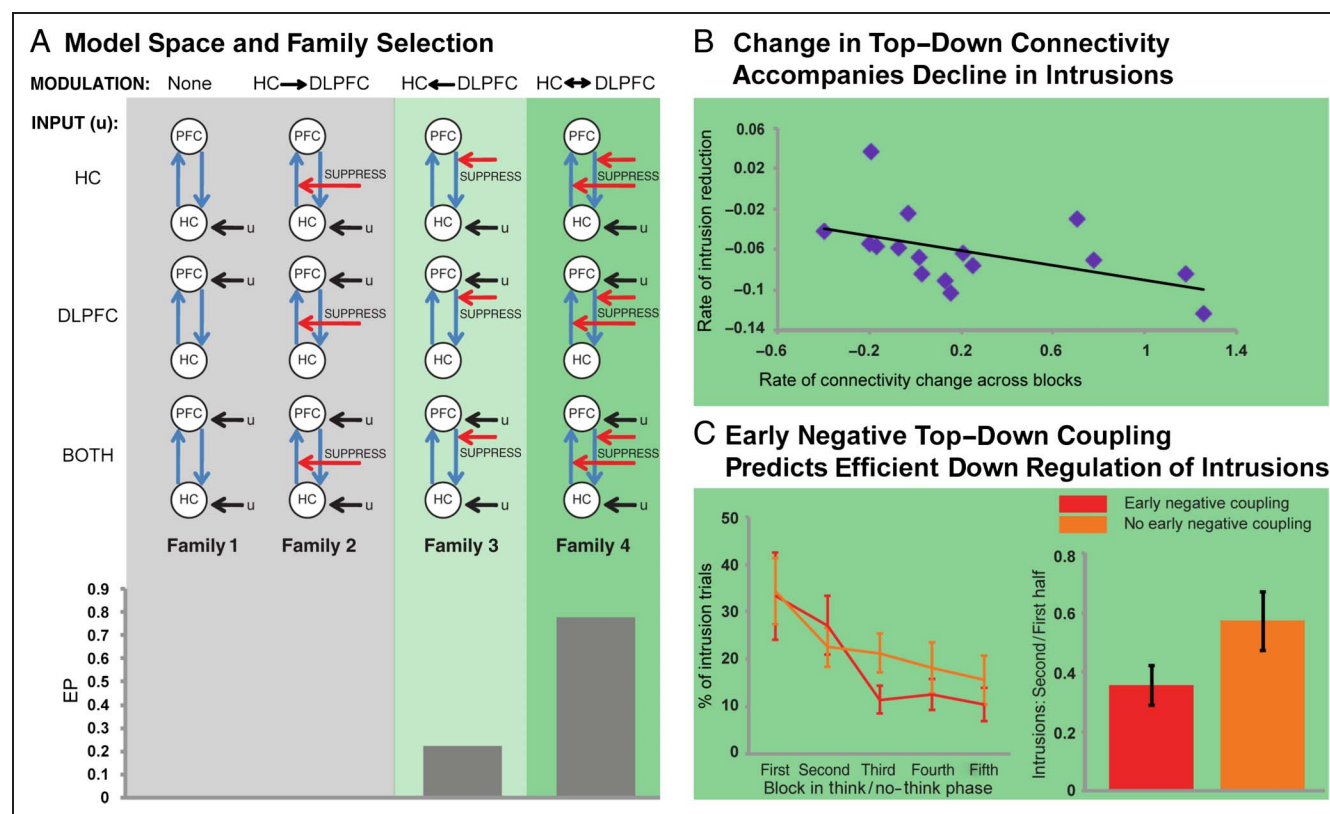 A Model Space and Family Selection
MODULATION: None HC→DLPFC HC←DLPFC HC↔DLPFC
INPUT (u):
PFC PFC PFC PFC
HC SUPPRESS SUPPRESS SUPPRESS
HC u HC u HC u HC u
PFC u PFC u PFC u PFC u
DLPFC SUPPRESS SUPPRESS SUPPRESS
HC HC HC HC
PFC u PFC u PFC u PFC u
BOTH SUPPRESS SUPPRESS SUPPRESS
HC u HC u HC u HC u
Family 1 Family 2 Family 3 Family 4
EP
0.9
0.8
0.7
0.6
0.5
0.4
0.3
0.2
0.1
0
B Change in Top–Down Connectivity
Accompanies Decline in Intrusions
Rate of intrusion reduction
0.06
0.02
–0.02
–0.06
–0.1
–0.14
–0.6 –0.2 0.2 0.6 1 1.4
Rate of connectivity change across blocks
C Early Negative Top–Down Coupling
Predicts Efficient Down Regulation of Intrusions
Early negative coupling
No early negative coupling
% of intrusion trials
50
40
30
20
10
0
First Second Third Fourth Fifth
Block in think/no-think phase
Intrusions: Second/First half
0.8
0.6
0.4
0.2
0